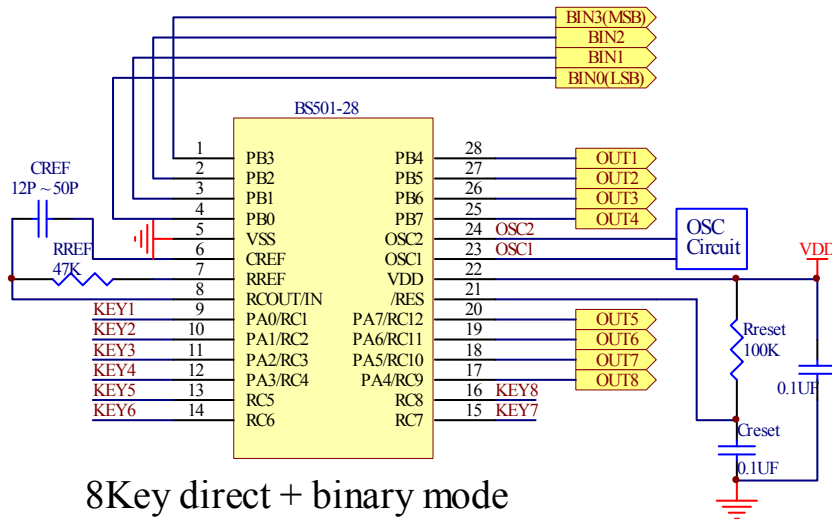 BIN3(MSB)
BIN2
BIN1
BIN0(LSB)
BS501-28
CREF
12P ~ 50P
RREF
47K
1 PB3 PB4 28 OUT1
2 PB2 PB5 27 OUT2
3 PB1 PB6 26 OUT3
4 PB0 PB7 25 OUT4
5 VSS OSC2 24 OSC2
6 CREF OSC1 23 OSC1
7 RREF VDD 22
8 RCOUT/IN /RES 21
KEY1 9 PA0/RC1 PA7/RC12 20 OUT5
KEY2 10 PA1/RC2 PA6/RC11 19 OUT6
KEY3 11 PA2/RC3 PA5/RC10 18 OUT7
KEY4 12 PA3/RC4 PA4/RC9 17 OUT8
KEY5 13 RC5 RC8 16 KEY8
KEY6 14 RC6 RC7 15 KEY7
OSC
Circuit
VDD
Rreset
100K
0.1UF
Creset
0.1UF
8Key direct + binary mode